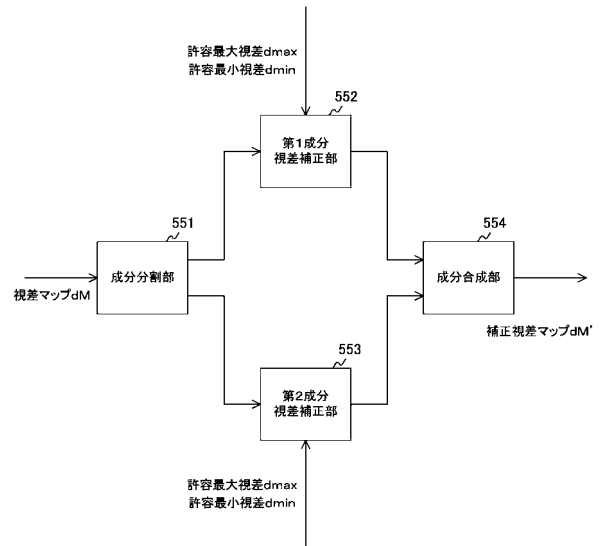 許容最大視差dmax
許容最小視差dmin
552
第1成分
視差補正部
551
成分分割部
554
成分合成部
視差マップdM
補正視差マップdM'
553
第2成分
視差補正部
許容最大視差dmax
許容最小視差dmin